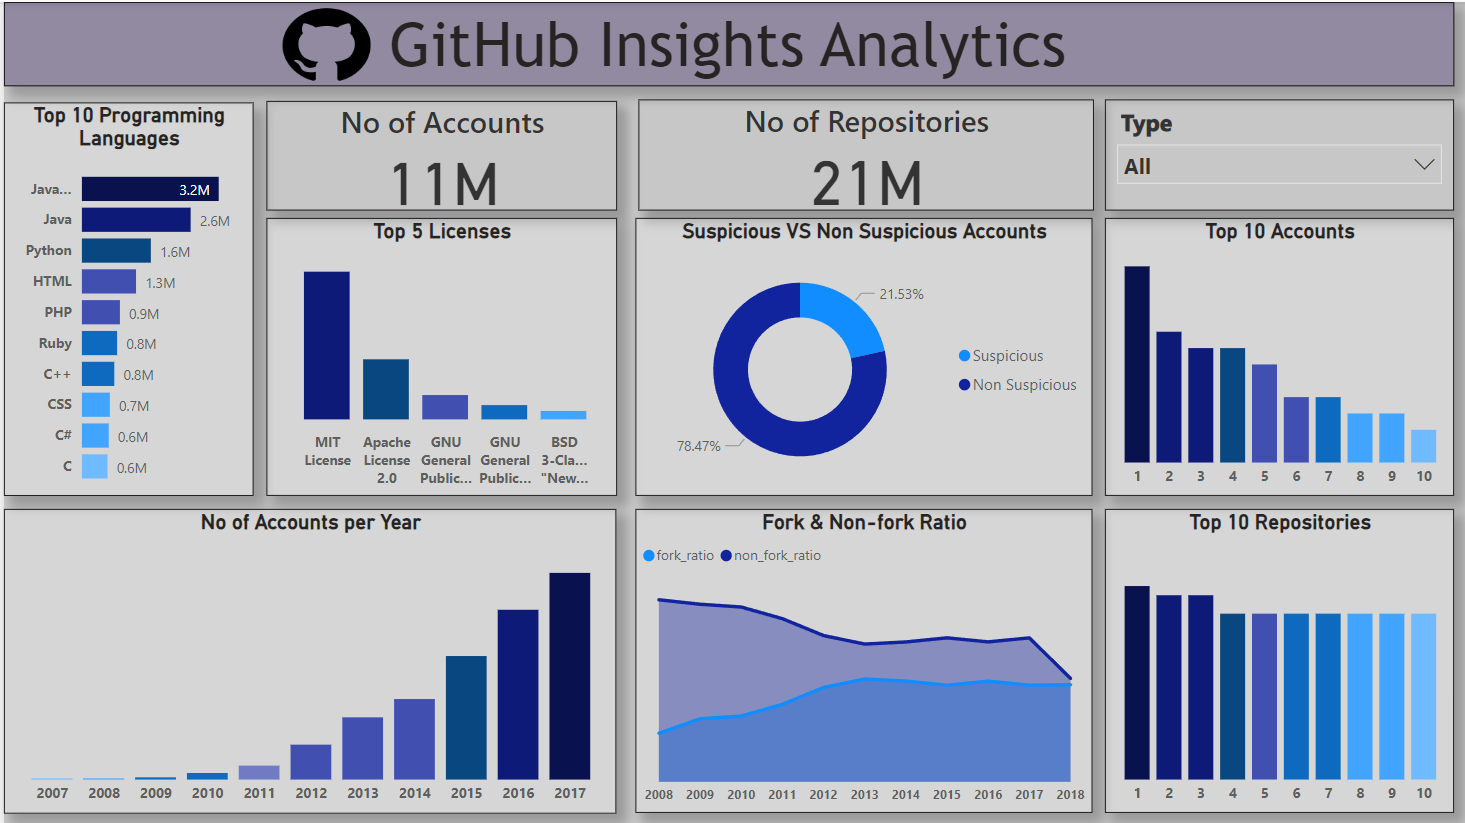 GitHub Insights Analytics
Top 10 Programming
Languages
Java... 3.2M
Java 2.6M
Python 1.6M
HTML 1.3M
PHP 0.9M
Ruby 0.8M
C++ 0.8M
CSS 0.7M
C# 0.6M
C 0.6M
No of Accounts
11M
No of Repositories
21M
Type
All
Top 5 Licenses
MIT Apache GNU GNU BSD
License License General General 3-Cla...
2.0 Public... Public... "New...
Suspicious VS Non Suspicious Accounts
21.53%
Suspicious
Non Suspicious
78.47%
Top 10 Accounts
1 2 3 4 5 6 7 8 9 10
No of Accounts per Year
2007 2008 2009 2010 2011 2012 2013 2014 2015 2016 2017
Fork & Non-fork Ratio
fork_ratio non_fork_ratio
2008 2009 2010 2011 2012 2013 2014 2015 2016 2017 2018
Top 10 Repositories
1 2 3 4 5 6 7 8 9 10